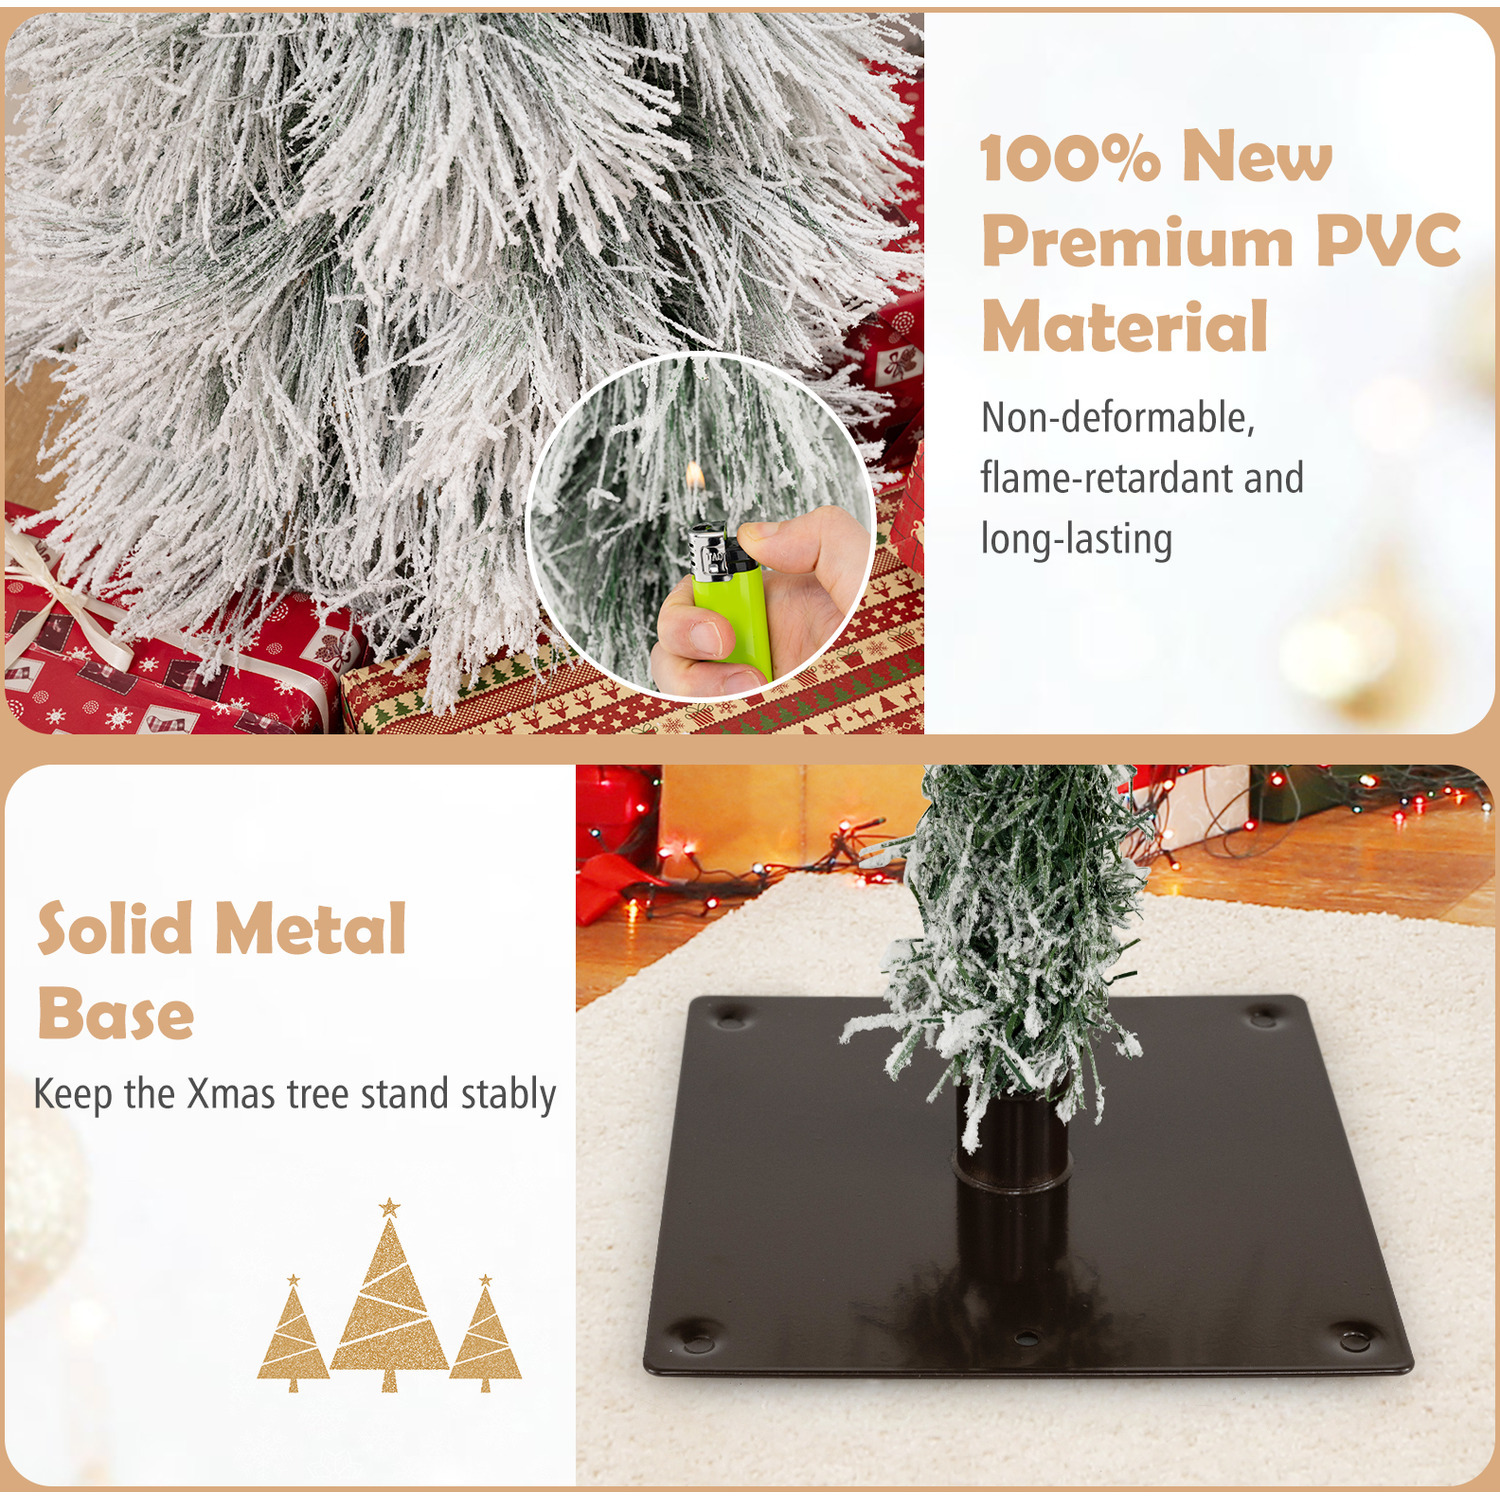 100% New
Premium PVC
Material
Non-deformable,
flame-retardant and
long-lasting
Solid Metal
Base
Keep the Xmas tree stand stably